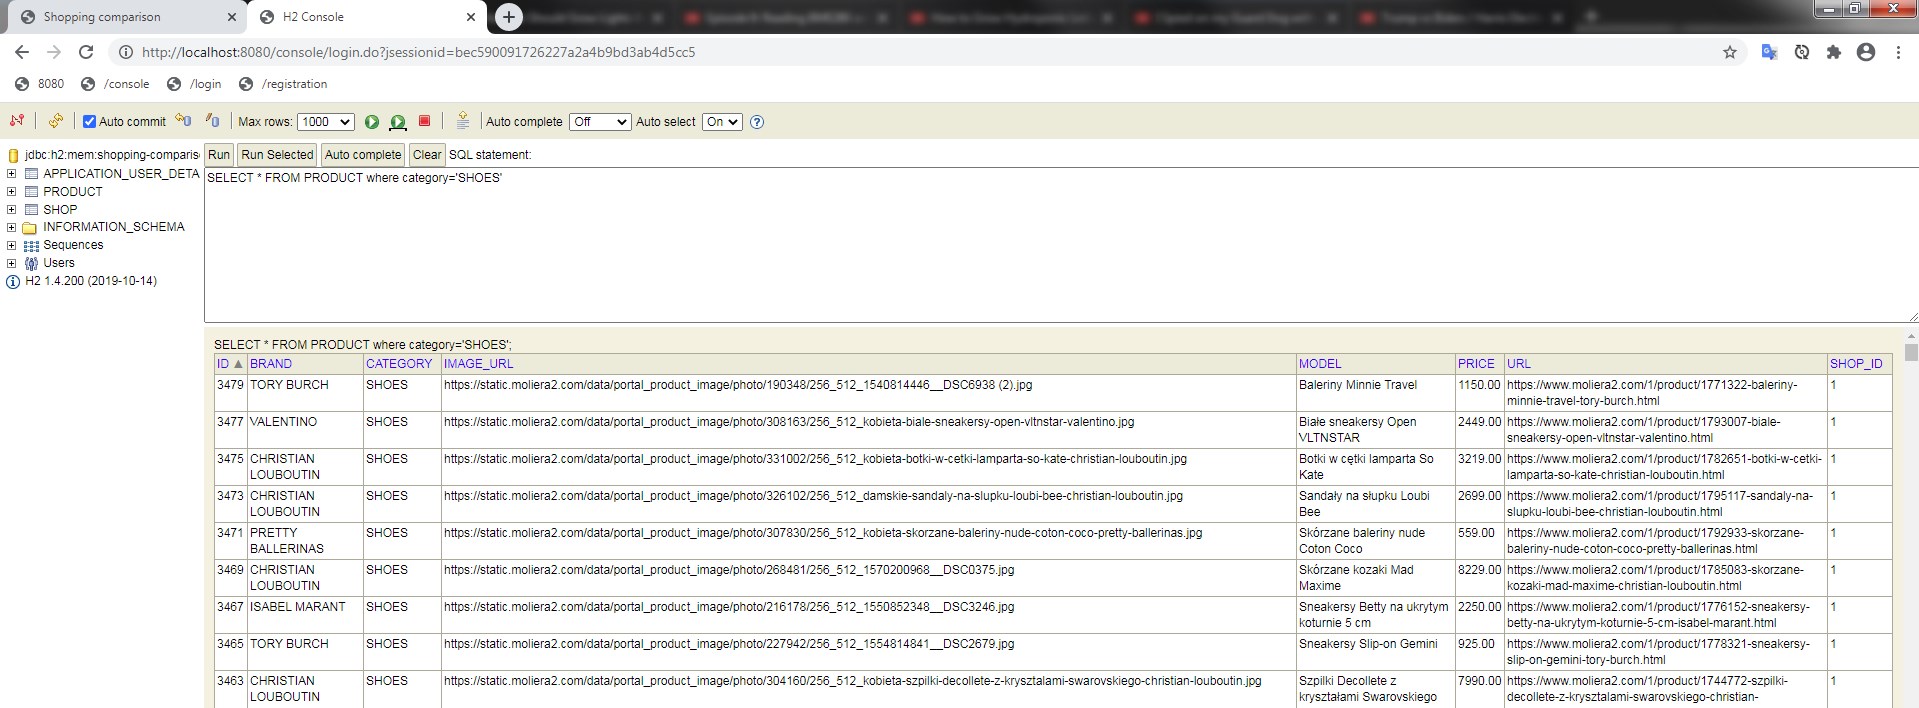 Shopping comparison
H2 Console
http://localhost:8080/console/login.do?jsessionid=bec590091726227a2a4b9bd3ab4d5cc5
8080 /console /login /registration
Auto commit Max rows: 1000 Auto complete Off Auto select On
jdbc:h2:mem:shopping-comparis
APPLICATION_USER_DETA
PRODUCT
SHOP
INFORMATION_SCHEMA
Sequences
Users
H2 1.4.200 (2019-10-14)
Run Run Selected Auto complete Clear SQL statement:
SELECT * FROM PRODUCT where category='SHOES'
SELECT * FROM PRODUCT where category='SHOES';
ID BRAND CATEGORY IMAGE_URL MODEL PRICE URL SHOP_ID
3479 TORY BURCH SHOES https://static.moliera2.com/data/portal_product_image/photo/190348/256_512_1540814446__DSC6938 (2).jpg Baleriny Minnie Travel 1150.00 https://www.moliera2.com/1/product/1771322-baleriny- 1
minnie-travel-tory-burch.html
3477 VALENTINO SHOES https://static.moliera2.com/data/portal_product_image/photo/308163/256_512_kobieta-biale-sneakersy-open-vltnstar-valentino.jpg Białe sneakersy Open 2449.00 https://www.moliera2.com/1/product/1793007-biale- 1
VLTNSTAR sneakersy-open-vltnstar-valentino.html
3475 CHRISTIAN SHOES https://static.moliera2.com/data/portal_product_image/photo/331002/256_512_kobieta-botki-w-cetki-lamparta-so-kate-christian-louboutin.jpg Botki w cętki lamparta So 3219.00 https://www.moliera2.com/1/product/1782651-botki-w-cetki- 1
LOUBOUTIN Kate lamparta-so-kate-christian-louboutin.html
3473 CHRISTIAN SHOES https://static.moliera2.com/data/portal_product_image/photo/326102/256_512_damskie-sandaly-na-slupku-loubi-bee-christian-louboutin.jpg Sandały na słupku Loubi 2699.00 https://www.moliera2.com/1/product/1795117-sandaly-na- 1
LOUBOUTIN Bee slupku-loubi-bee-christian-louboutin.html
3471 PRETTY SHOES https://static.moliera2.com/data/portal_product_image/photo/307830/256_512_kobieta-skorzane-baleriny-nude-coton-coco-pretty-ballerinas.jpg Skórzane baleriny nude 559.00 https://www.moliera2.com/1/product/1792933-skorzane- 1
BALLERINAS Coton Coco baleriny-nude-coton-coco-pretty-ballerinas.html
3469 CHRISTIAN SHOES https://static.moliera2.com/data/portal_product_image/photo/268481/256_512_1570200968__DSC0375.jpg Skórzane kozaki Mad 8229.00 https://www.moliera2.com/1/product/1785083-skorzane- 1
LOUBOUTIN Maxime kozaki-mad-maxime-christian-louboutin.html
3467 ISABEL MARANT SHOES https://static.moliera2.com/data/portal_product_image/photo/216178/256_512_1550852348__DSC3246.jpg Sneakersy Betty na ukrytym 2250.00 https://www.moliera2.com/1/product/1776152-sneakersy- 1
koturnie 5 cm betty-na-ukrytym-koturnie-5-cm-isabel-marant.html
3465 TORY BURCH SHOES https://static.moliera2.com/data/portal_product_image/photo/227942/256_512_1554814841__DSC2679.jpg Sneakersy Slip-on Gemini 925.00 https://www.moliera2.com/1/product/1778321-sneakersy- 1
slip-on-gemini-tory-burch.html
3463 CHRISTIAN SHOES https://static.moliera2.com/data/portal_product_image/photo/304160/256_512_kobieta-szpilki-decollete-z-krysztalami-swarovskiego-christian-louboutin.jpg Szpilki Decollete z 7990.00 https://www.moliera2.com/1/product/1744772-szpilki- 1
LOUBOUTIN kryształami Swarovskiego decollete-z-krysztalami-swarovskiego-christian-